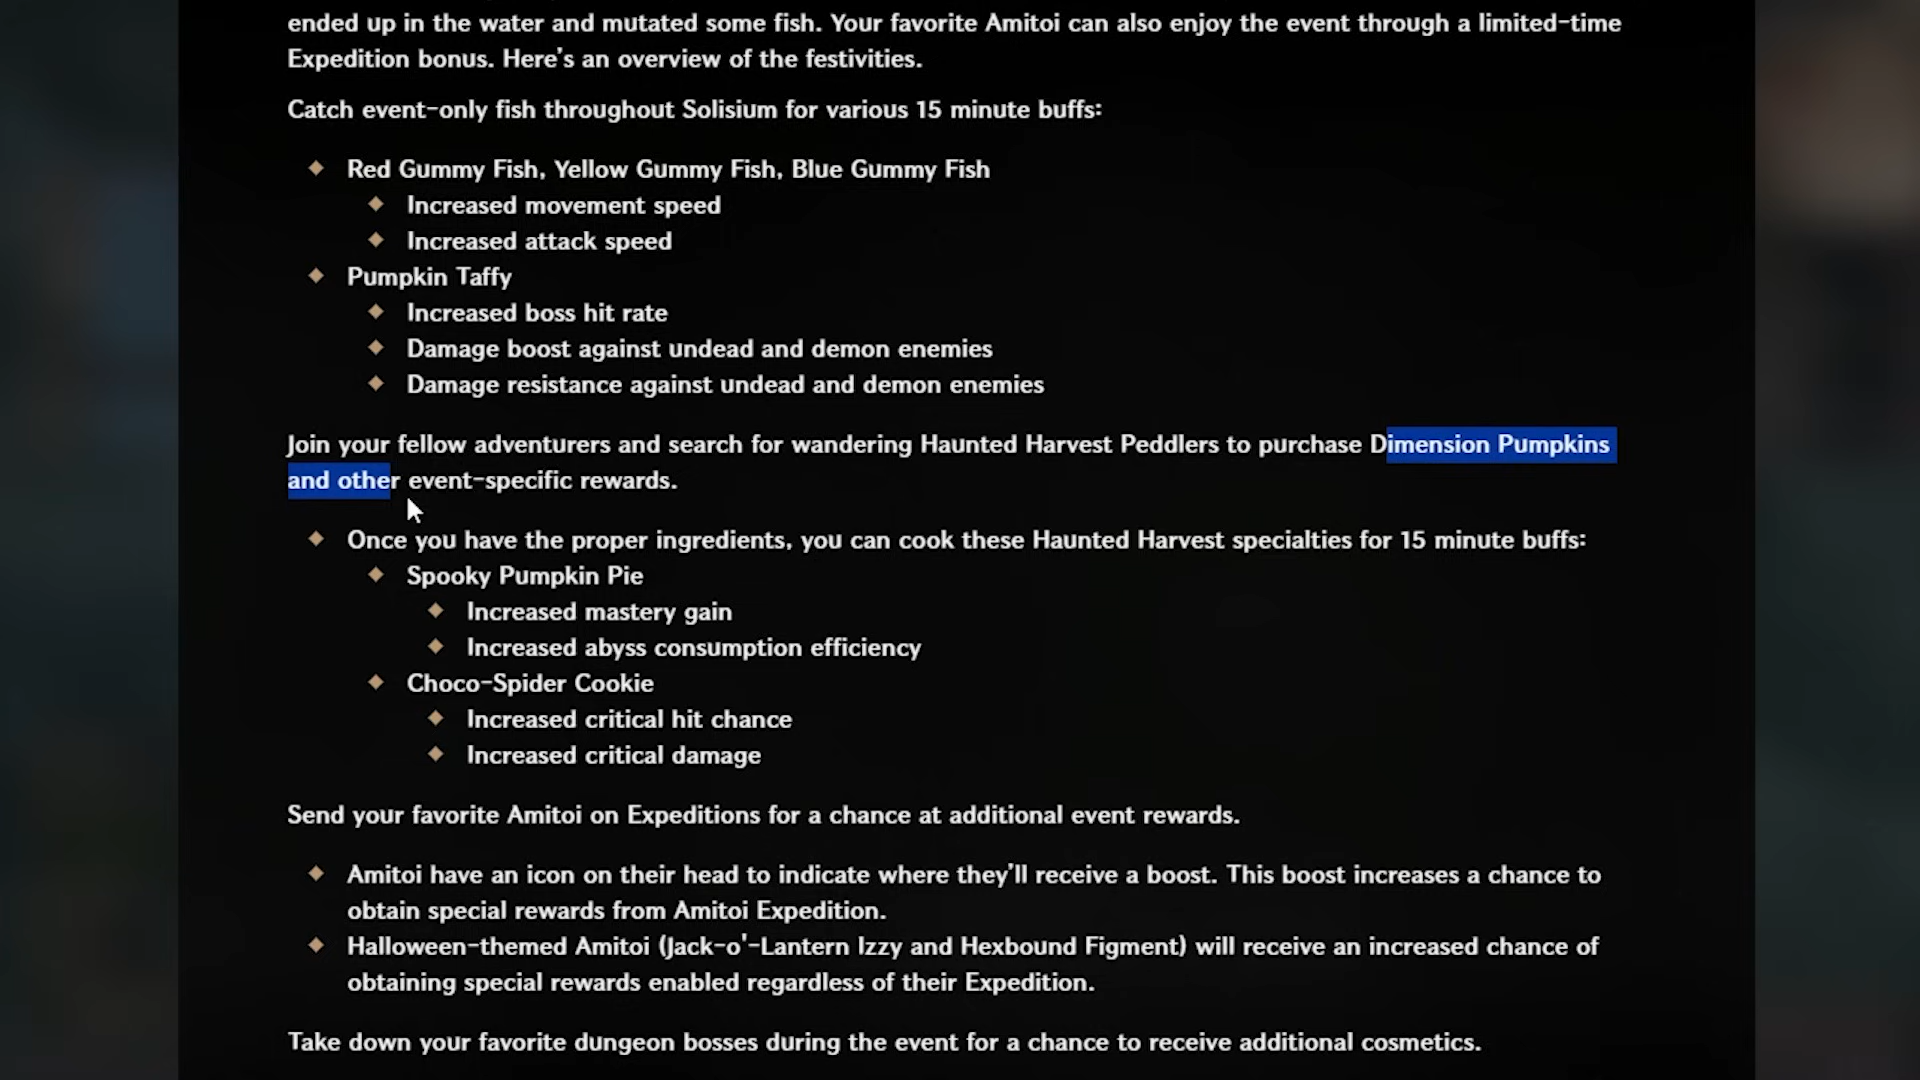 ended up in the water and mutated some fish. Your favorite Amitoi can also enjoy the event through a limited-time
Expedition bonus. Here's an overview of the festivities.
Catch event-only fish throughout Solisium for various 15 minute buffs:
Red Gummy Fish, Yellow Gummy Fish, Blue Gummy Fish
Increased movement speed
Increased attack speed
Pumpkin Taffy
Increased boss hit rate
Damage boost against undead and demon enemies
Damage resistance against undead and demon enemies
Join your fellow adventurers and search for wandering Haunted Harvest Peddlers to purchase Dimension Pumpkins
and other event-specific rewards.
Once you have the proper ingredients, you can cook these Haunted Harvest specialties for 15 minute buffs:
Spooky Pumpkin Pie
Increased mastery gain
Increased abyss consumption efficiency
Choco-Spider Cookie
Increased critical hit chance
Increased critical damage
Send your favorite Amitoi on Expeditions for a chance at additional event rewards.
Amitoi have an icon on their head to indicate where they'll receive a boost. This boost increases a chance to
obtain special rewards from Amitoi Expedition.
Halloween-themed Amitoi (Jack-o'-Lantern Izzy and Hexbound Figment) will receive an increased chance of
obtaining special rewards enabled regardless of their Expedition.
Take down your favorite dungeon bosses during the event for a chance to receive additional cosmetics.